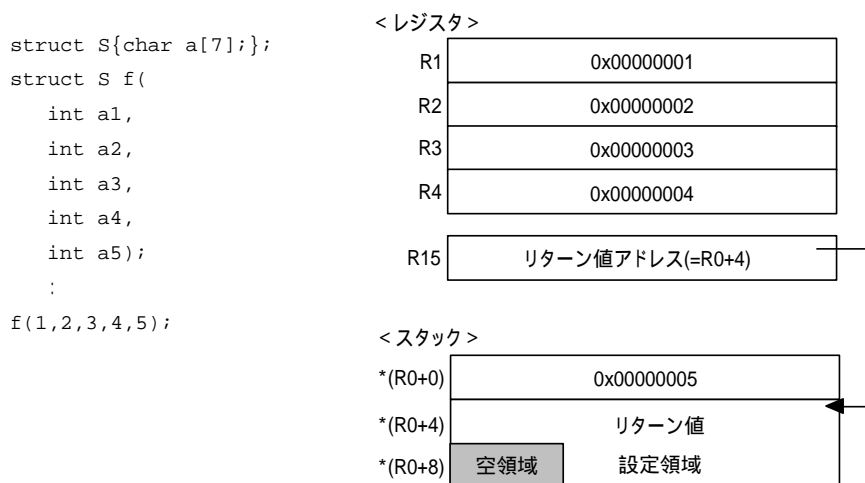 struct S{char a[7];};
struct S f(
int a1,
int a2,
int a3,
int a4,
int a5);
:
f(1,2,3,4,5);
<レジスタ>
R1 0x00000001
R2 0x00000002
R3 0x00000003
R4 0x00000004
R15 リターン値アドレス(=R0+4)
<スタック>
*(R0+0) 0x00000005
*(R0+4) リターン値
*(R0+8) 空領域 設定領域